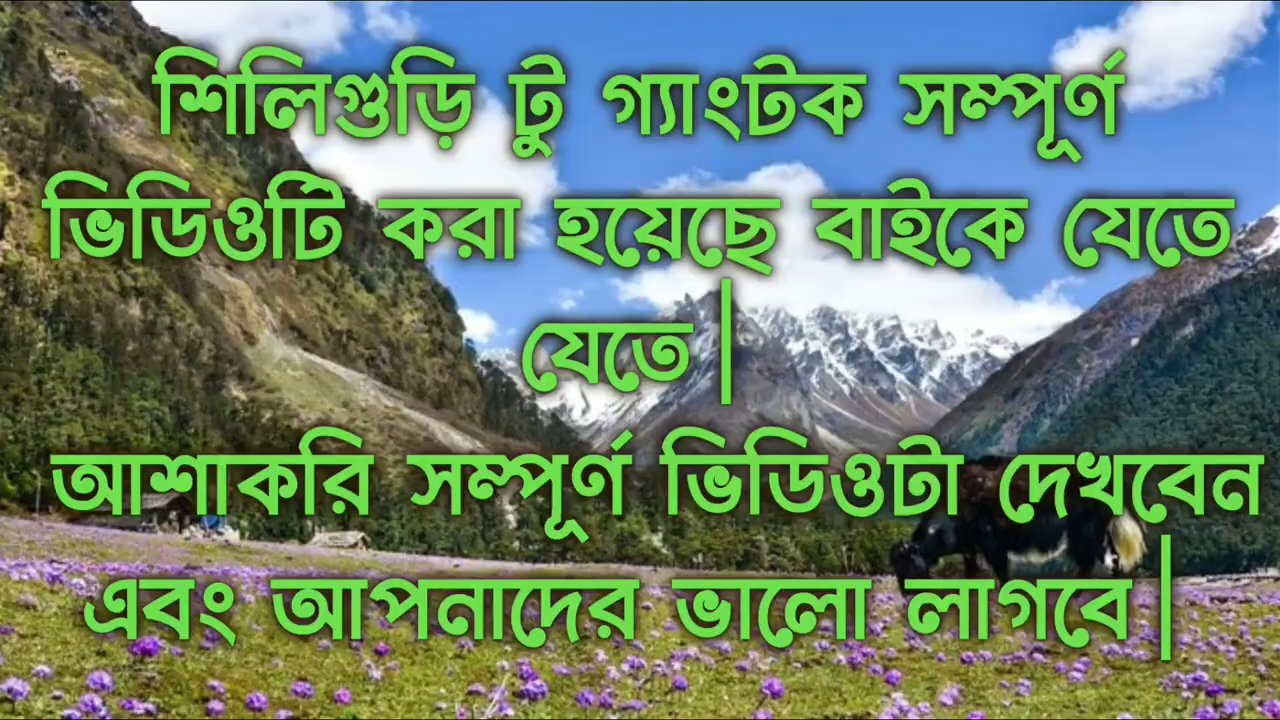 শিলিগুড়ি টু গ্যাংটক সম্পূর্ণ
ভিডিওটি করা হয়েছে বাইকে যেতে
যেতে |
আশাকরি সম্পূর্ণ ভিডিওটা দেখবেন
এবং আপনাদের ভালো লাগবে |